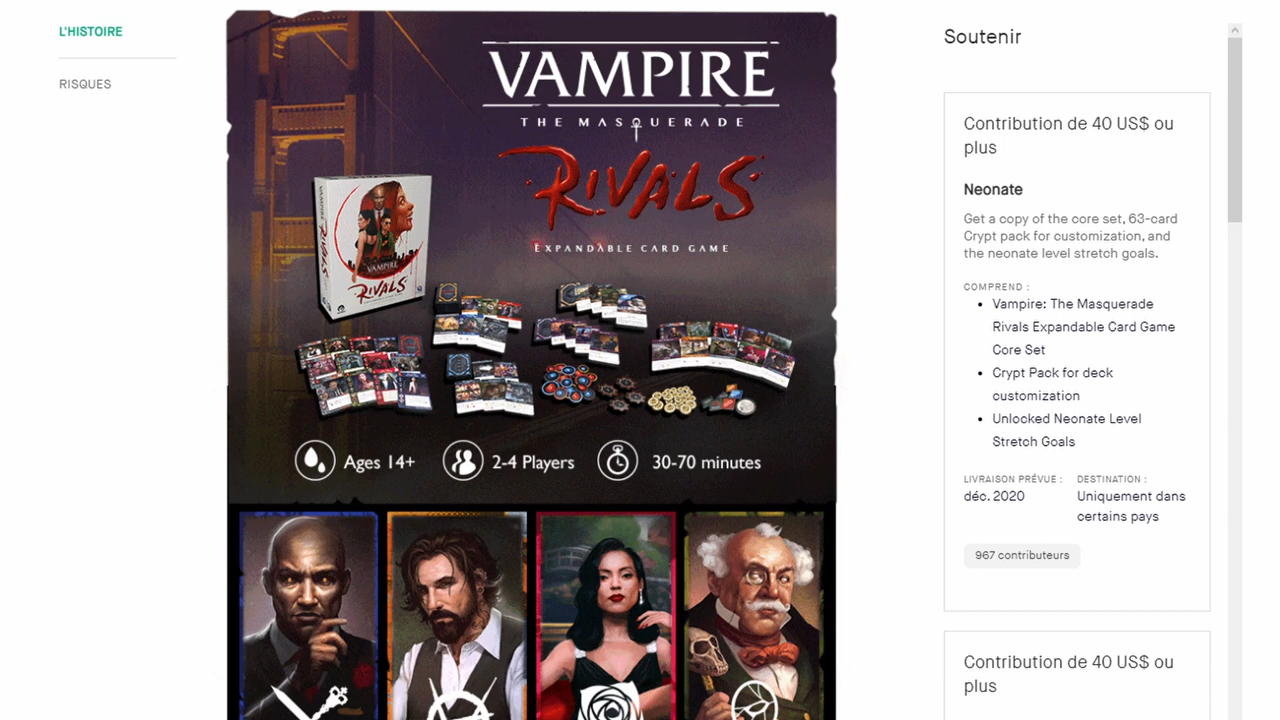 L'HISTOIRE
RISQUES
VAMPIRE
THE MASQUERADE
RIVALS
EXPANDABLE CARD GAME
VAMPIRE
RIVALS
RIVALS
Ages 14+
2-4 Players
30-70 minutes
Soutenir
Contribution de 40 US$ ou
plus
Neonate
Get a copy of the core set, 63-card
Crypt pack for customization, and
the neonate level stretch goals.
COMPREND :
• Vampire: The Masquerade
Rivals Expandable Card Game
Core Set
• Crypt Pack for deck
customization
• Unlocked Neonate Level
Stretch Goals
LIVRAISON PRÉVUE :
déc. 2020
DESTINATION :
Uniquement dans
certains pays
967 contributeurs
Contribution de 40 US$ ou
plus